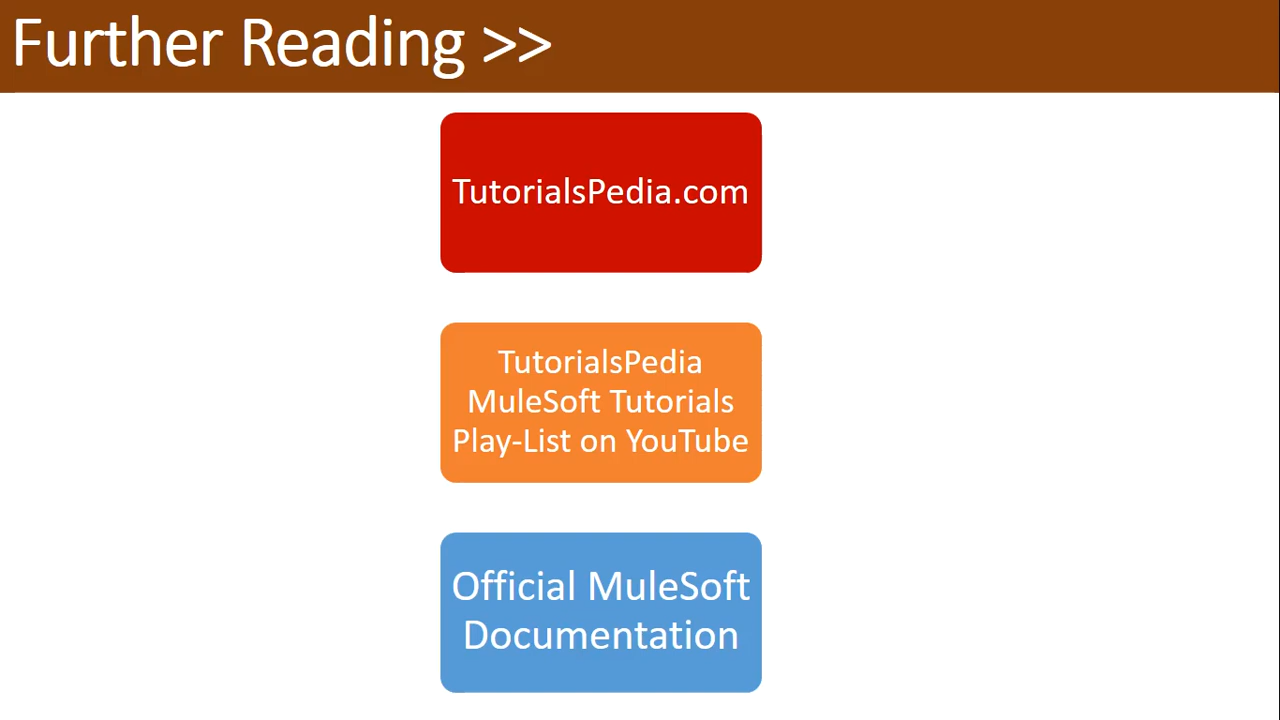 Further Reading >>
TutorialsPedia.com
TutorialsPedia
MuleSoft Tutorials
Play-List on YouTube
Official MuleSoft
Documentation